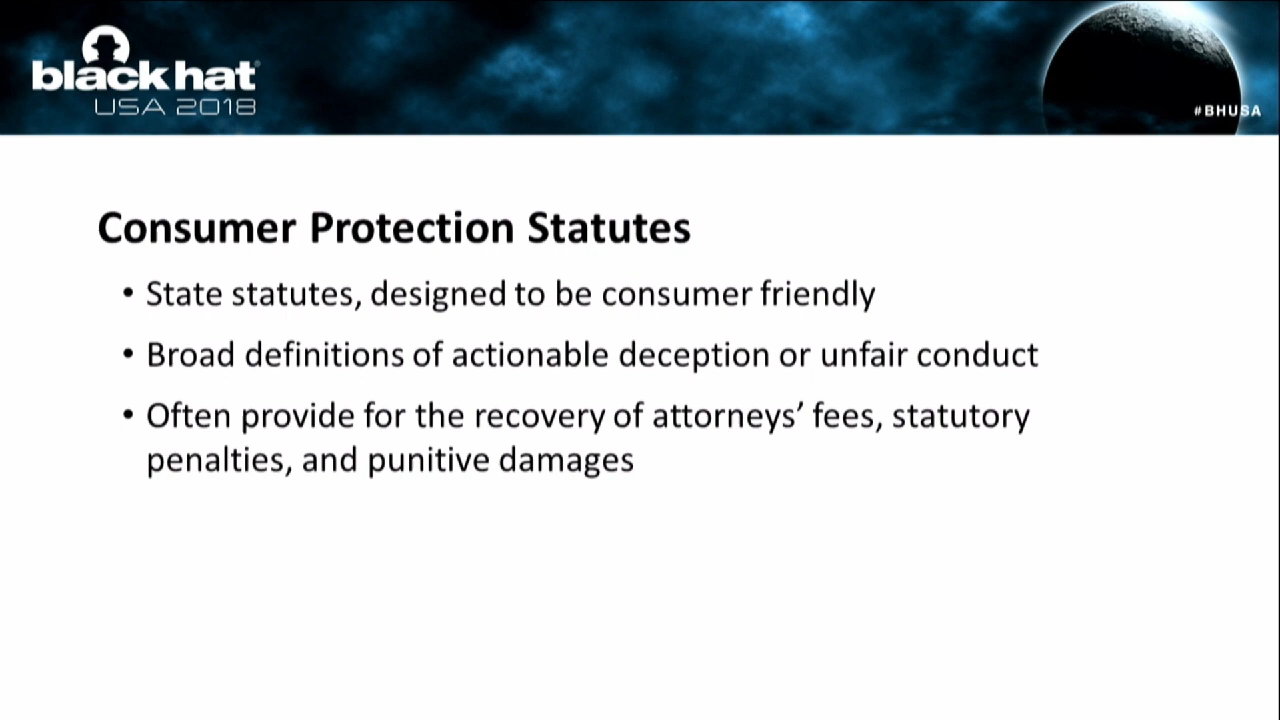 black hat
USA 2018
#BHUSA
Consumer Protection Statutes
• State statutes, designed to be consumer friendly
• Broad definitions of actionable deception or unfair conduct
• Often provide for the recovery of attorneys’ fees, statutory
penalties, and punitive damages